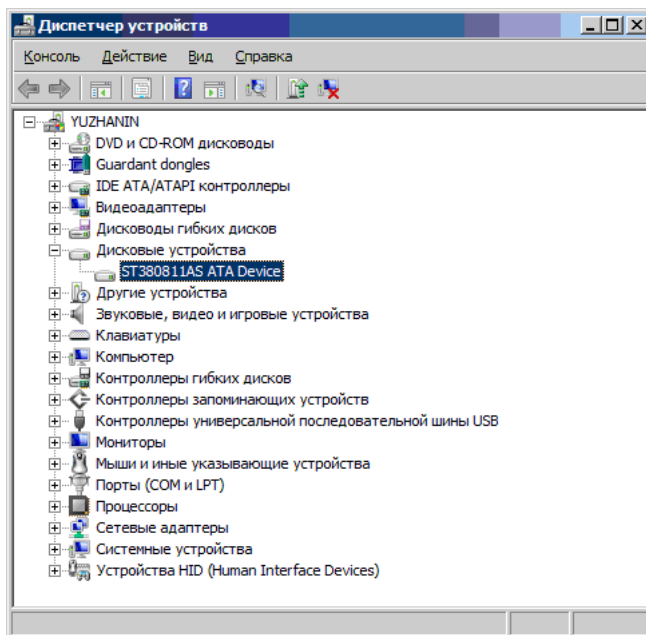 Диспетчер устройств
Консоль Действие Вид Справка
YUZHANIN
DVD и CD-ROM дисководы
Guardant dongles
IDE ATA/ATAPI контроллеры
Видеоадаптеры
Дисководы гибких дисков
Дисковые устройства
ST380811AS ATA Device
Другие устройства
Звуковые, видео и игровые устройства
Клавиатуры
Компьютер
Контроллеры гибких дисков
Контроллеры запоминающих устройств
Контроллеры универсальной последовательной шины USB
Мониторы
Мыши и иные указывающие устройства
Порты (COM и LPT)
Процессоры
Сетевые адаптеры
Системные устройства
Устройства HID (Human Interface Devices)